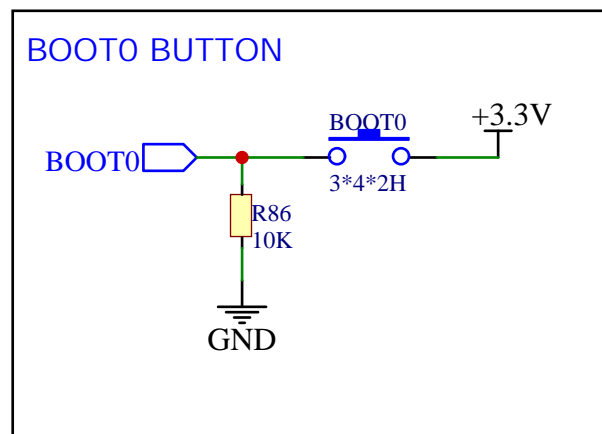 BOOT0 BUTTON
BOOT0
+3.3V
BOOT0
3*4*2H
R86
10K
GND